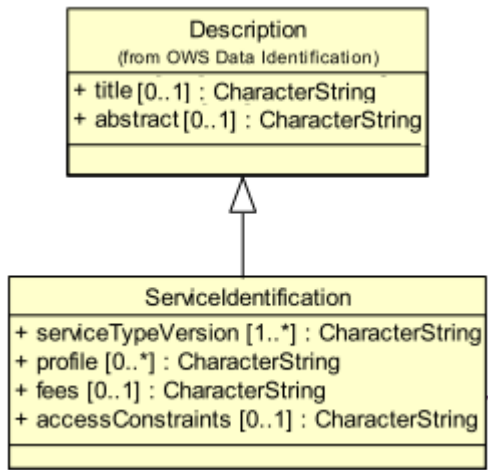 Description
(from OWS Data Identification)
+ title [0..1] : CharacterString
+ abstract [0..1] : CharacterString
ServiceIdentification
+ serviceTypeVersion [1..*] : CharacterString
+ profile [0..*] : CharacterString
+ fees [0..1] : CharacterString
+ accessConstraints [0..1] : CharacterString